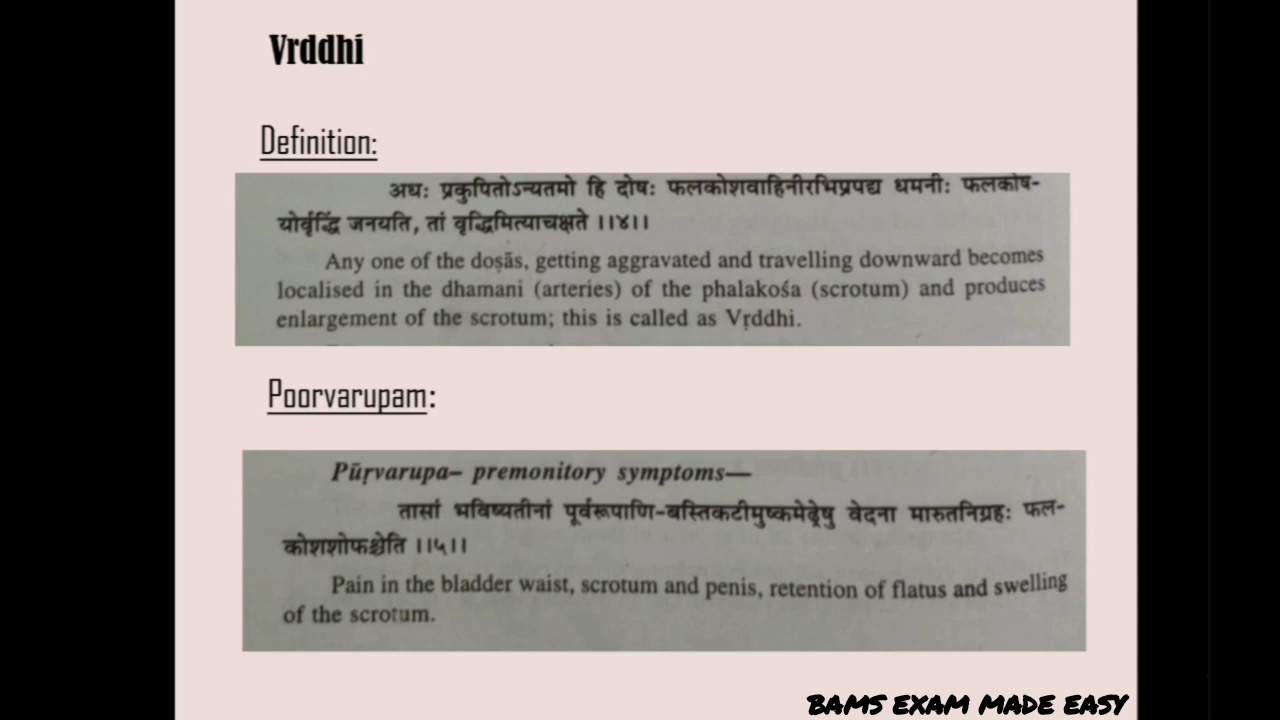 Vrddhi
Definition:
अधः प्रकुपितोऽन्यतमो हि दोषः फलकोशवाहिनीरभिप्रपद्य धमनीः फलकोष-
योर्वृद्धिं जनयति, तां वृद्धिमित्याचक्षते ।।४।।
Any one of the doṣās, getting aggravated and travelling downward becomes
localised in the dhamani (arteries) of the phalakośa (scrotum) and produces
enlargement of the scrotum; this is called as Vṛddhi.
Poorvarupam:
Pūṛvarupa– premonitory symptoms—
तासां भविष्यतीनां पूर्वरूपाणि-बस्तिकटीमुष्कमेढ्रेषु वेदना मारुतनिग्रहः फल-
कोशशोफश्चेति ।।५।।
Pain in the bladder waist, scrotum and penis, retention of flatus and swelling
of the scrotum.
BAMS EXAM MADE EASY